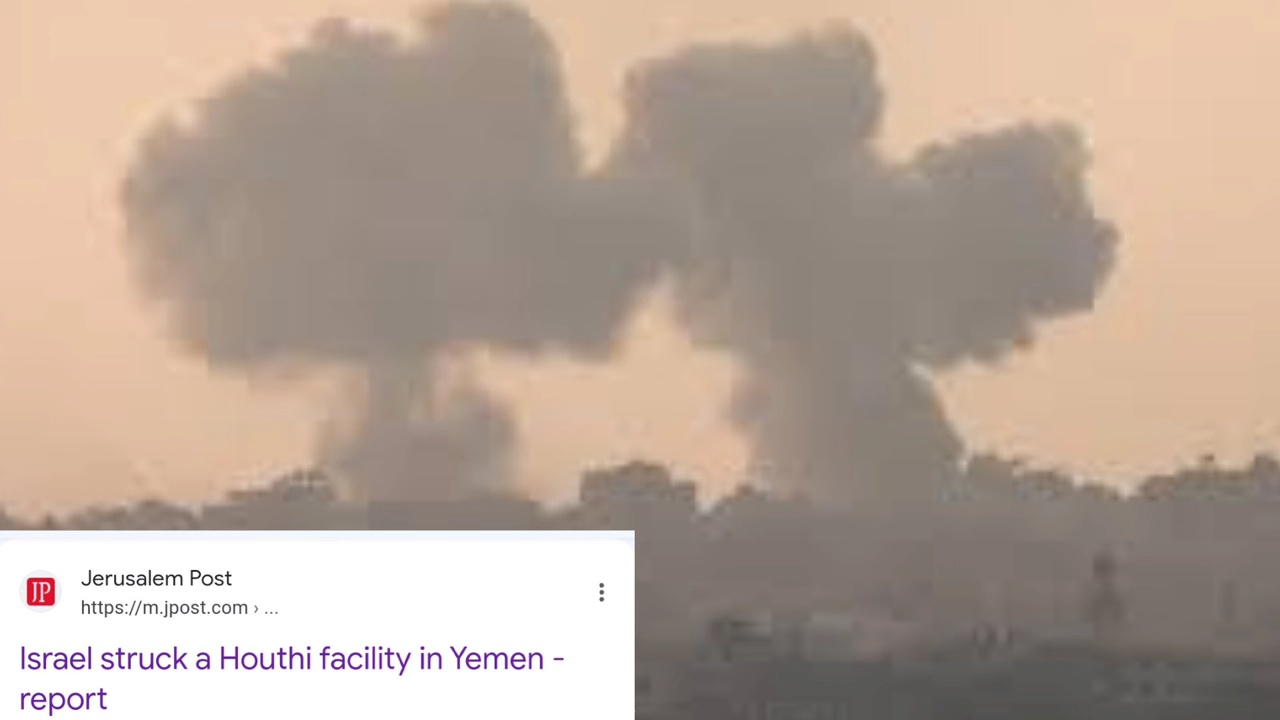 JP
Jerusalem Post
https://m.jpost.com › ...
Israel struck a Houthi facility in Yemen -
report